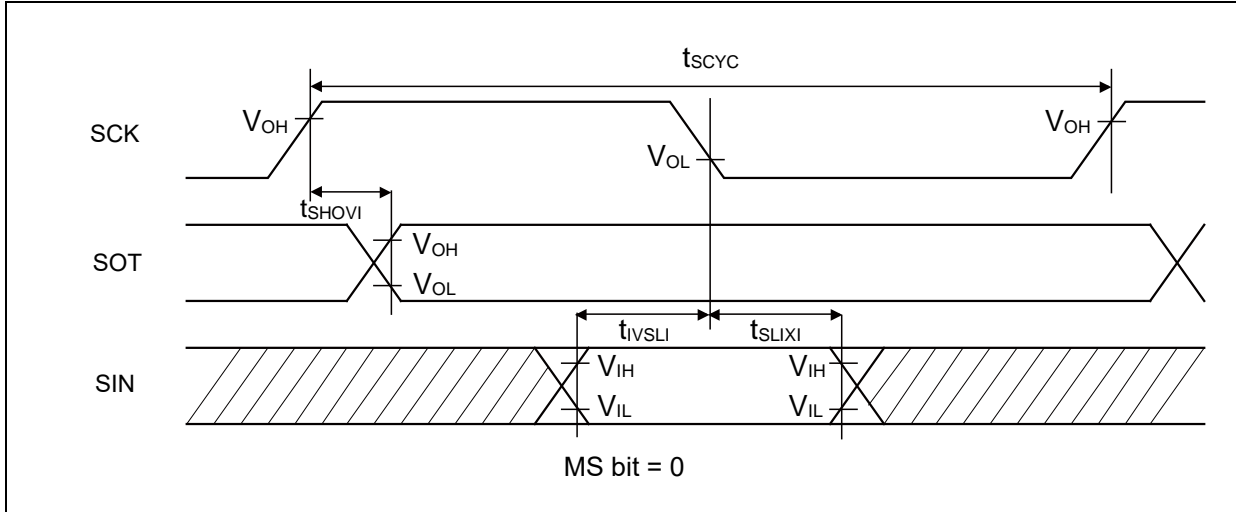 tSCYC
SCK
VOH
VOL
VOH
tSHOVI
SOT
VOH
VOL
tIVSLI
tSLIXI
SIN
VIH
VIL
VIH
VIL
MS bit = 0